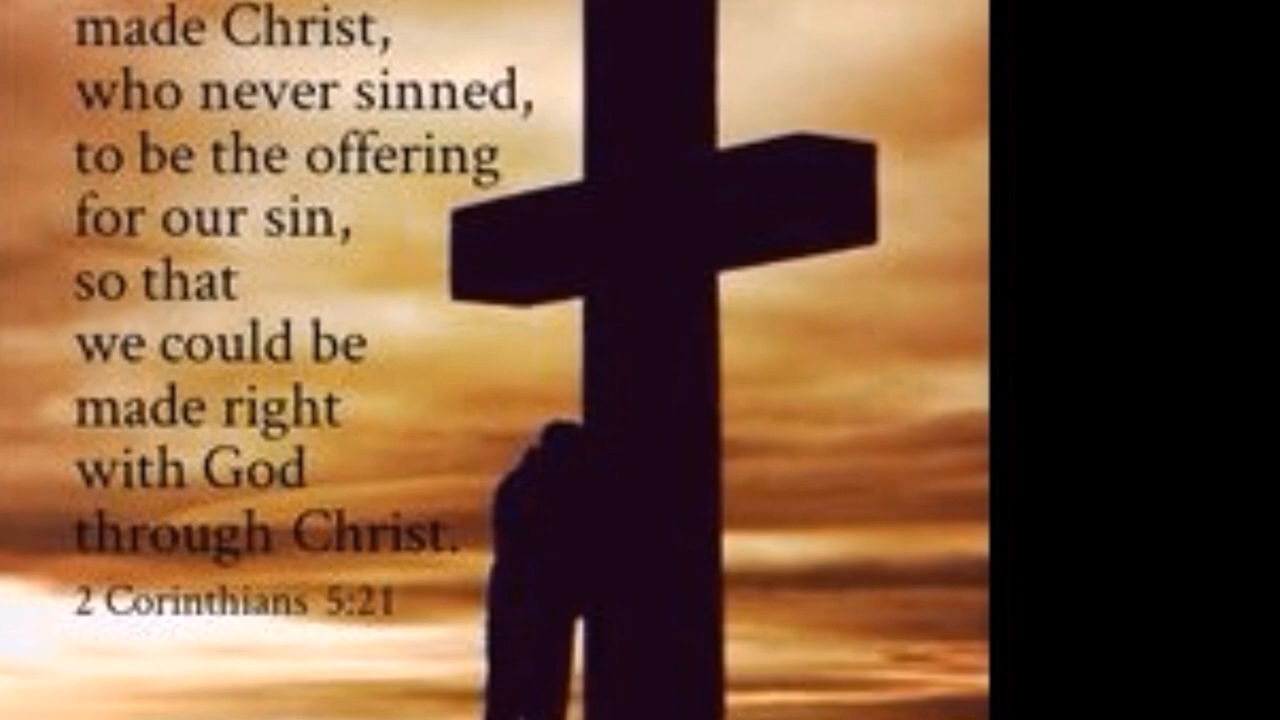 made Christ,
who never sinned,
to be the offering
for our sin,
so that
we could be
made right
with God
through Christ.
2 Corinthians 5:21